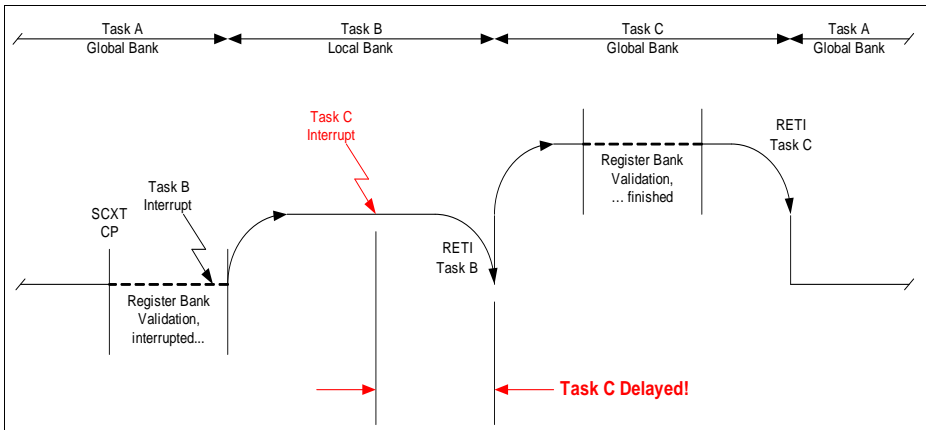 Task A
Global Bank
Task B
Local Bank
Task C
Global Bank
Task A
Global Bank
Task C
Interrupt
RETI
Task C
Register Bank
Validation,
... finished
Task B
Interrupt
SCXT
CP
RETI
Task B
Register Bank
Validation,
interrupted...
Task C Delayed!